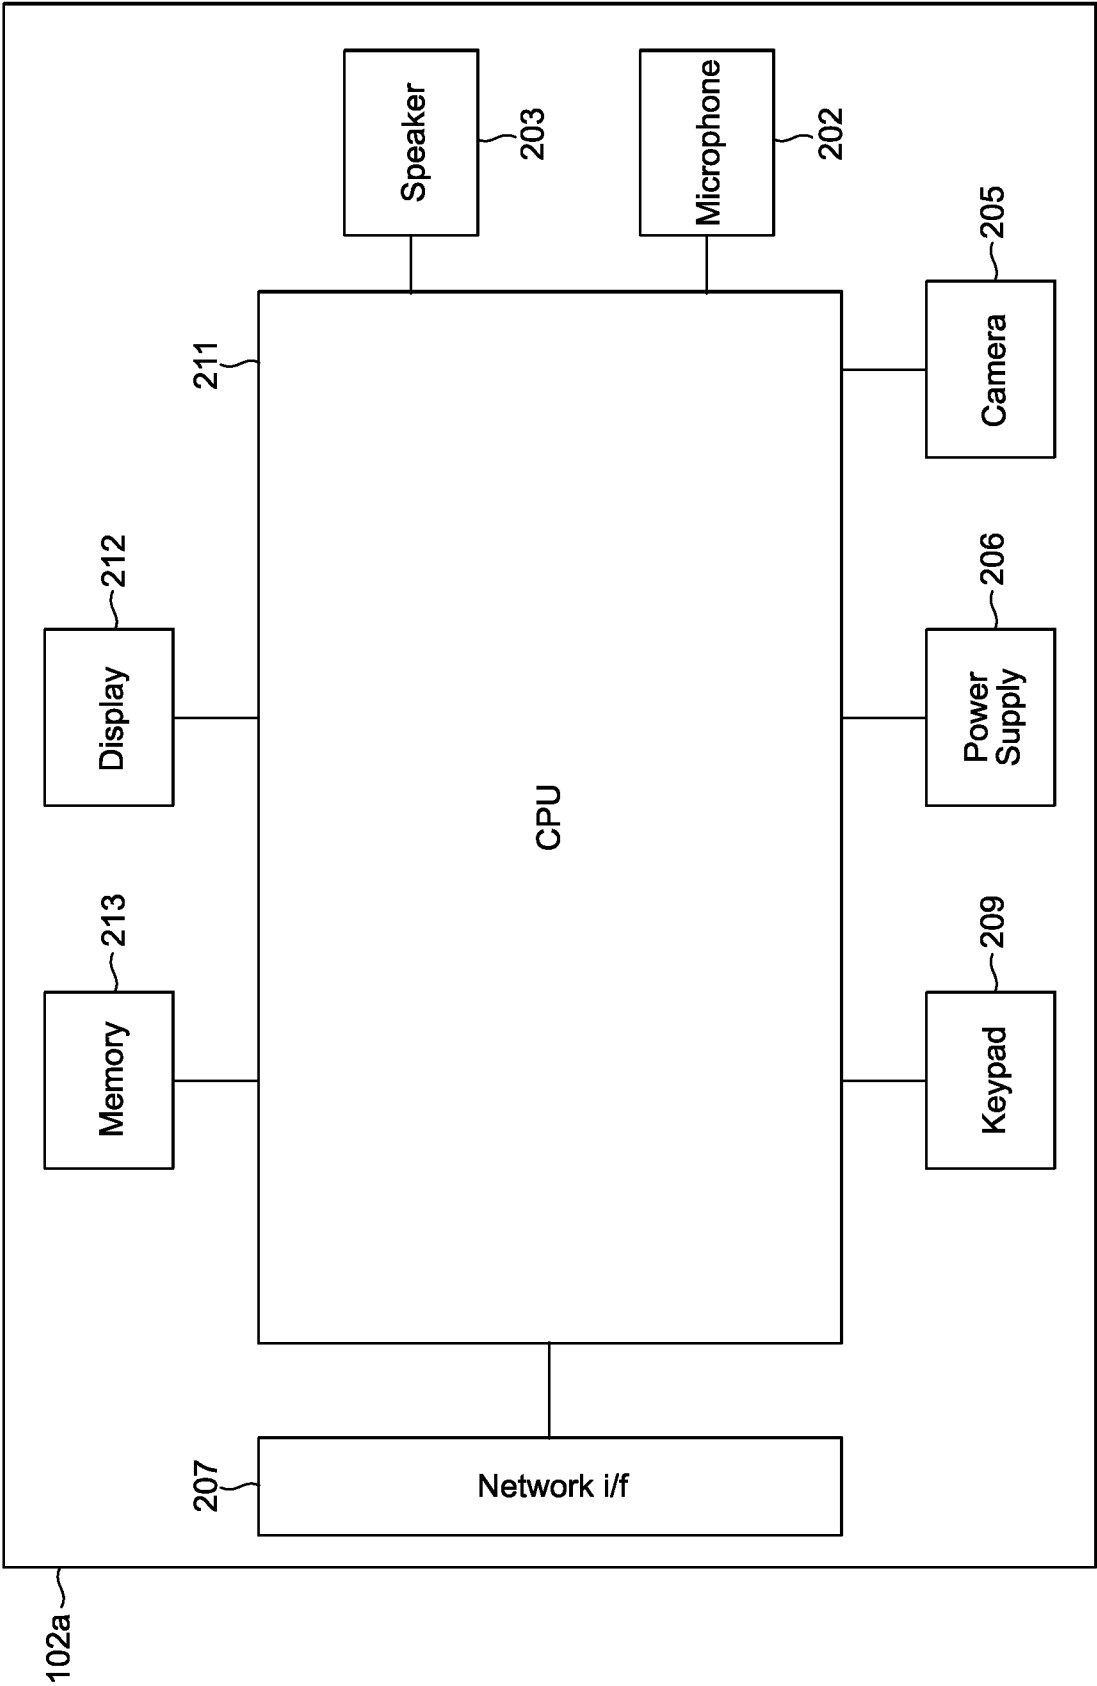 102a
Memory
213
Display
212
207
Network i/f
CPU
211
Speaker
203
Microphone
202
Keypad
209
Power
Supply
206
Camera
205